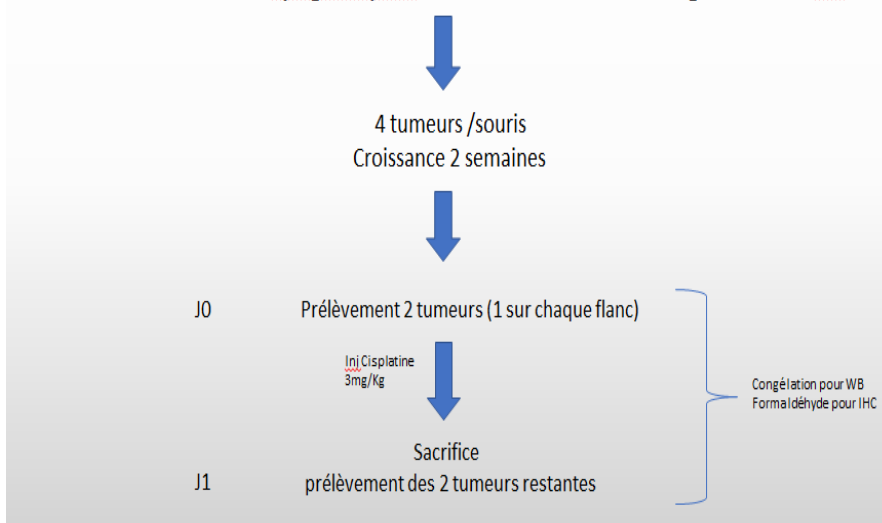 4 tumeurs /souris
Croissance 2 semaines
J0 Prélèvement 2 tumeurs (1 sur chaque flanc)
Inj Cisplatine
3mg/Kg
Congélation pour WB
Formaldéhyde pour IHC
Sacrifice
J1 prélèvement des 2 tumeurs restantes